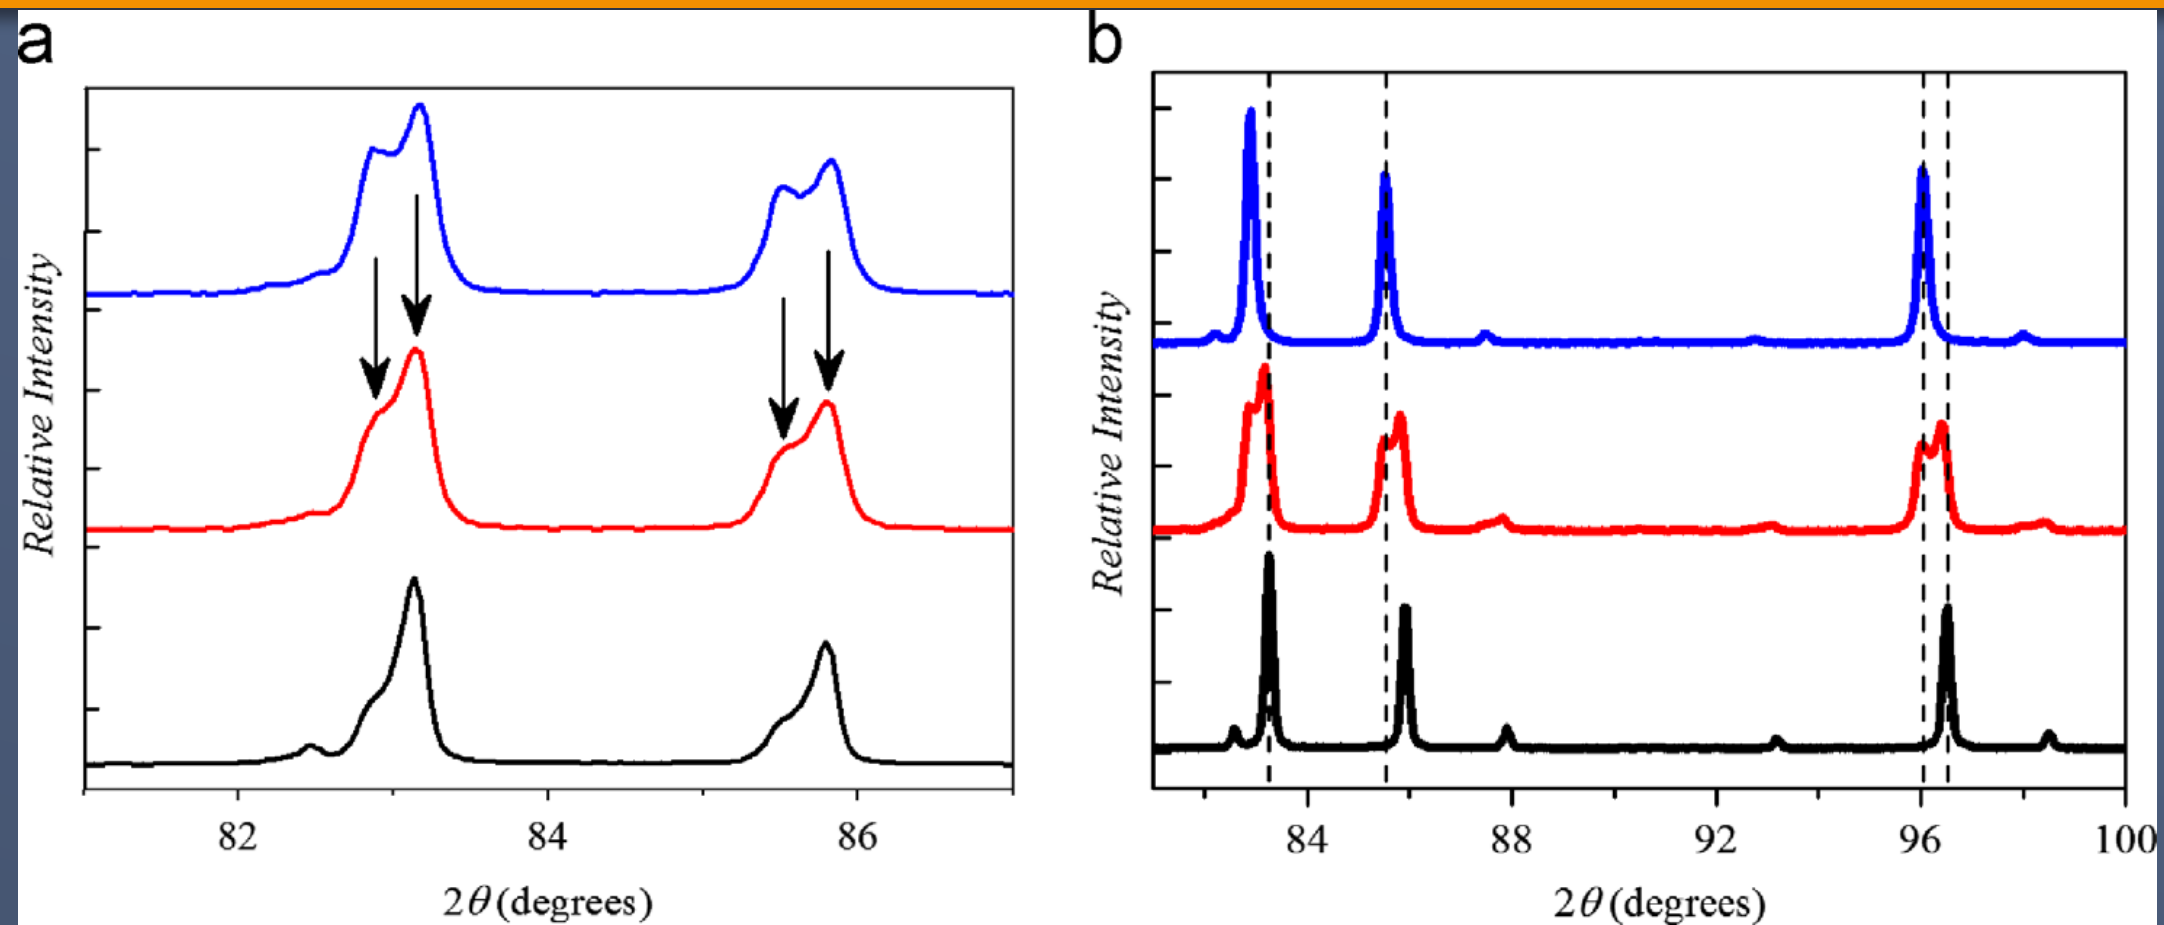 a
b
Relative Intensity
82 84 86
2θ (degrees)
Relative Intensity
84 88 92 96 100
2θ (degrees)